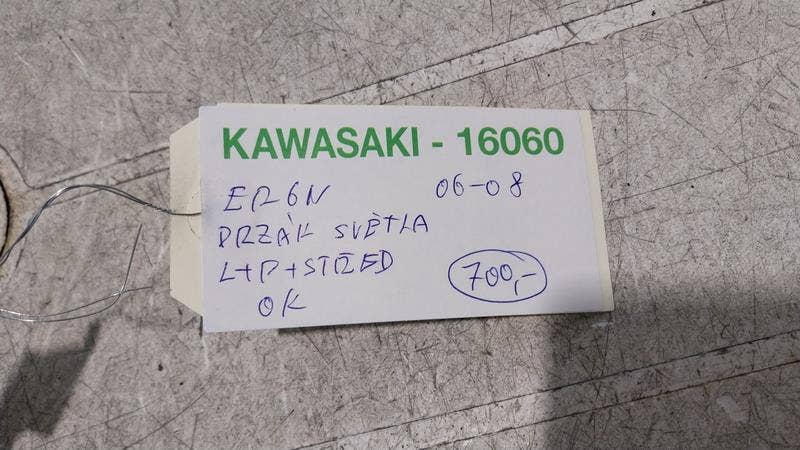 KAWASAKI - 16060
ER6N 06-08
DRŽÁK SVĚTLA
L+P+STŘED 700,-
OK